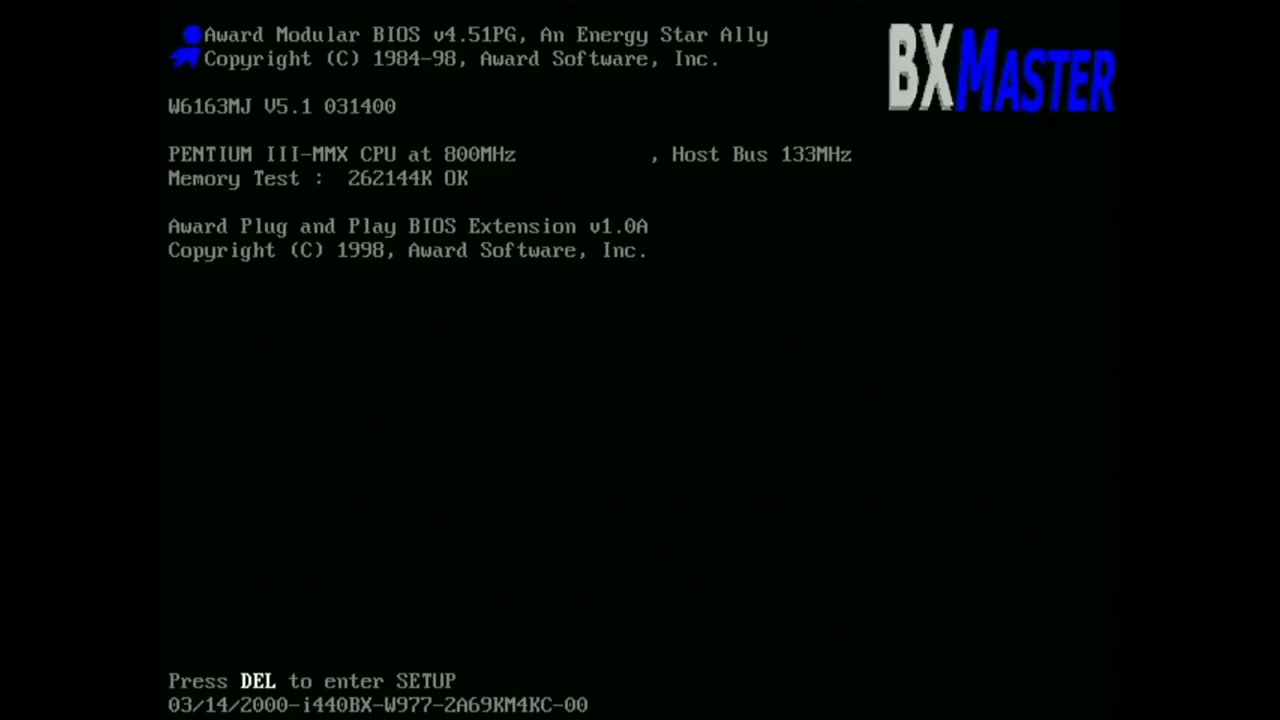 Award Modular BIOS v4.51PG, An Energy Star Ally
Copyright (C) 1984-98, Award Software, Inc.
BXMASTER
W6163MJ V5.1 031400
PENTIUM III-MMX CPU at 800MHz , Host Bus 133MHz
Memory Test : 262144K OK
Award Plug and Play BIOS Extension v1.0A
Copyright (C) 1998, Award Software, Inc.
Press DEL to enter SETUP
03/14/2000-i440BX-W977-2A69KM4KC-00